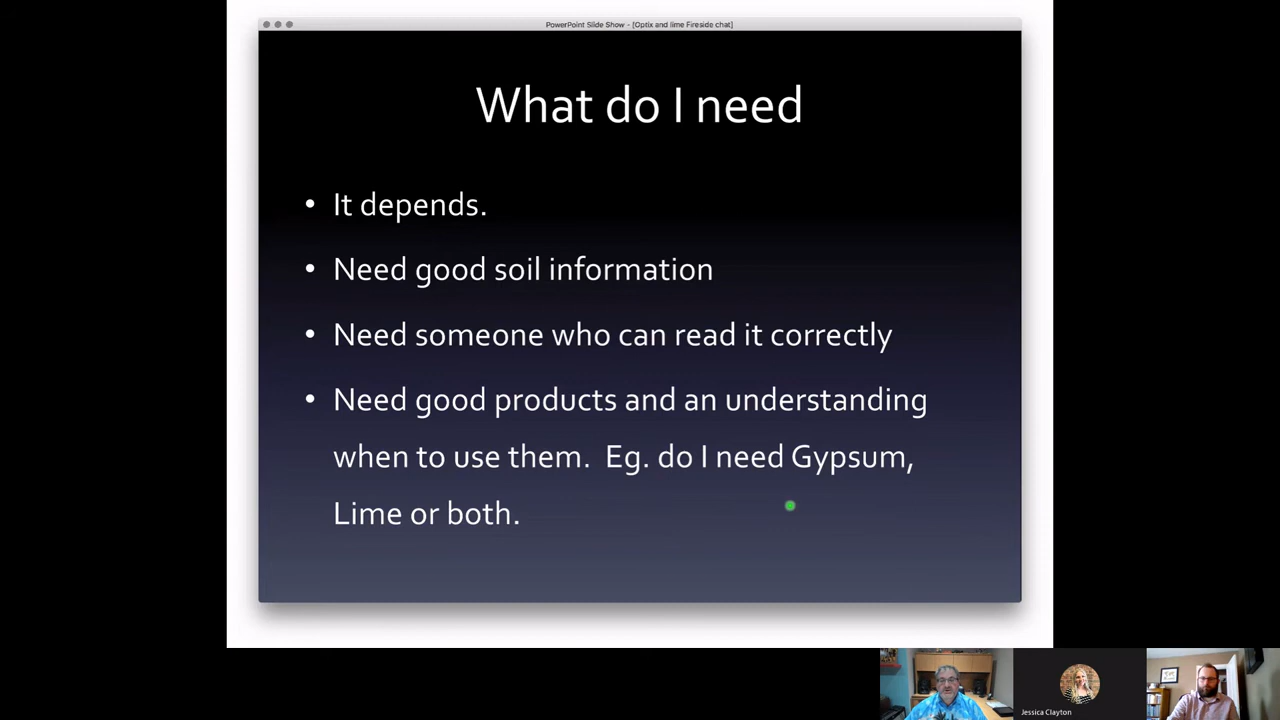 PowerPoint Slide Show - [Optix and lime Fireside chat]
What do I need
• It depends.
• Need good soil information
• Need someone who can read it correctly
• Need good products and an understanding
when to use them.  Eg. do I need Gypsum,
Lime or both.
Jessica Clayton